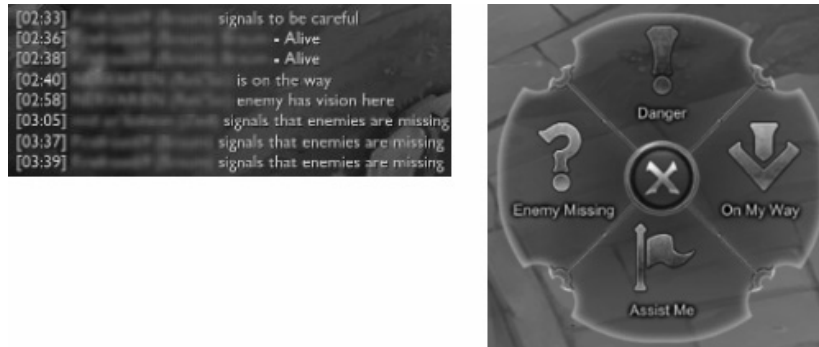 [02:33] signals to be careful
[02:36] - Alive
[02:38] - Alive
[02:40] is on the way
[02:58] enemy has vision here
[03:05] signals that enemies are missing
[03:37] signals that enemies are missing
[03:39] signals that enemies are missing
Danger
Enemy Missing
On My Way
Assist Me